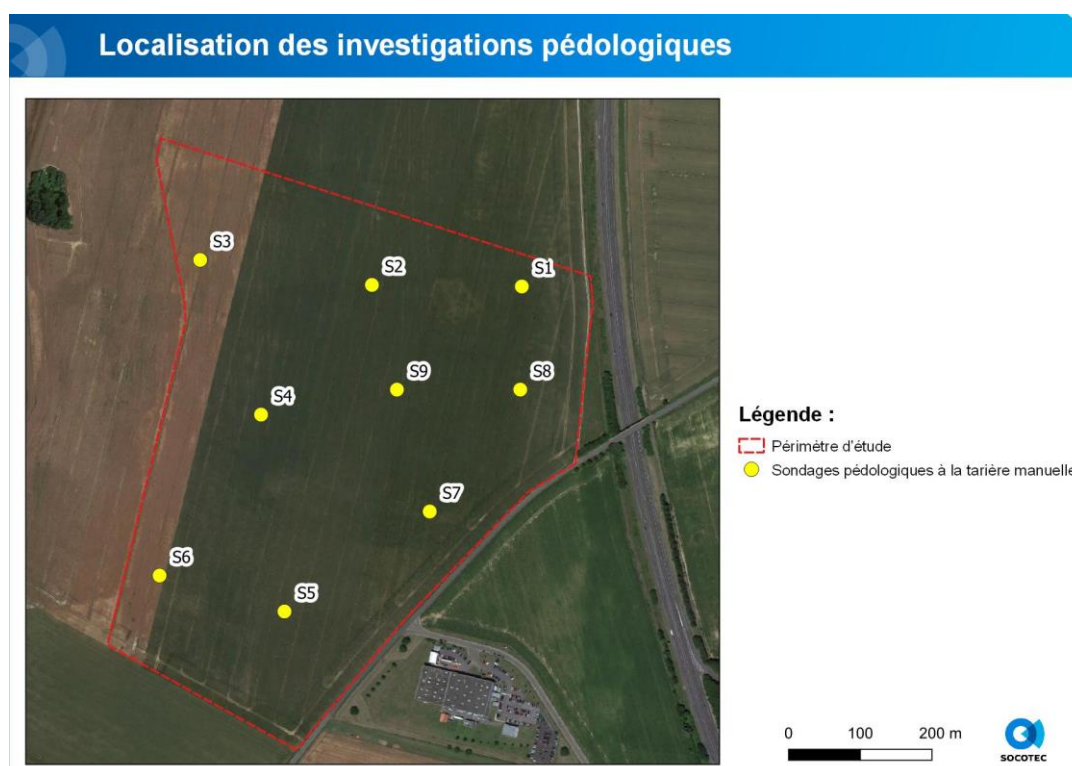 Localisation des investigations pédologiques
S3
S2
S1
S9
S8
S4
S7
S6
S5
Légende :
Périmètre d'étude
Sondages pédologiques à la tarière manuelle
0 100 200 m
SOCOTEC